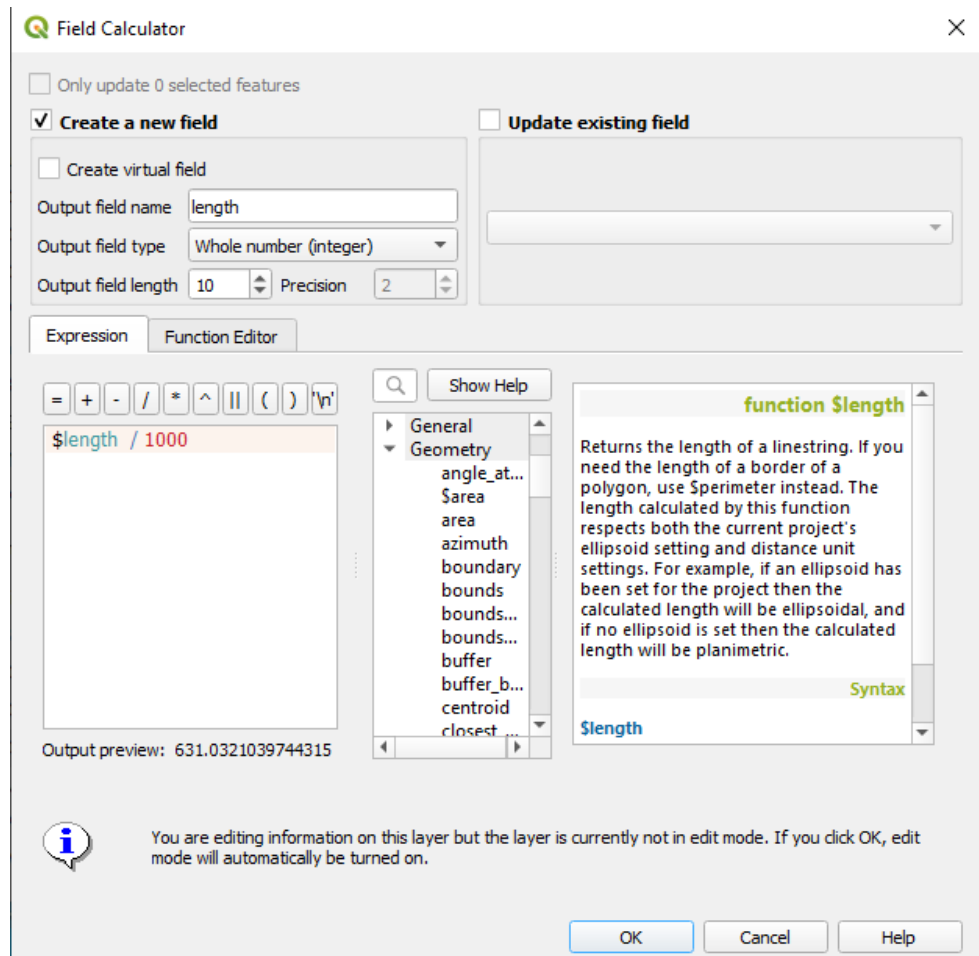 Field Calculator
Only update 0 selected features
Create a new field
Update existing field
Create virtual field
Output field name length
Output field type Whole number (integer)
Output field length 10 Precision 2
Expression Function Editor
= + - / * ^ || ( ) '\n'
Show Help
$length / 1000
General
Geometry
angle_at...
$area
area
azimuth
boundary
bounds
bounds...
bounds...
buffer
buffer_b...
centroid
closest_...
function $length
Returns the length of a linestring. If you
need the length of a border of a
polygon, use $perimeter instead. The
length calculated by this function
respects both the current project's
ellipsoid setting and distance unit
settings. For example, if an ellipsoid has
been set for the project then the
calculated length will be ellipsoidal, and
if no ellipsoid is set then the calculated
length will be planimetric.
Syntax
$length
Output preview: 631.0321039744315
You are editing information on this layer but the layer is currently not in edit mode. If you click OK, edit
mode will automatically be turned on.
OK Cancel Help